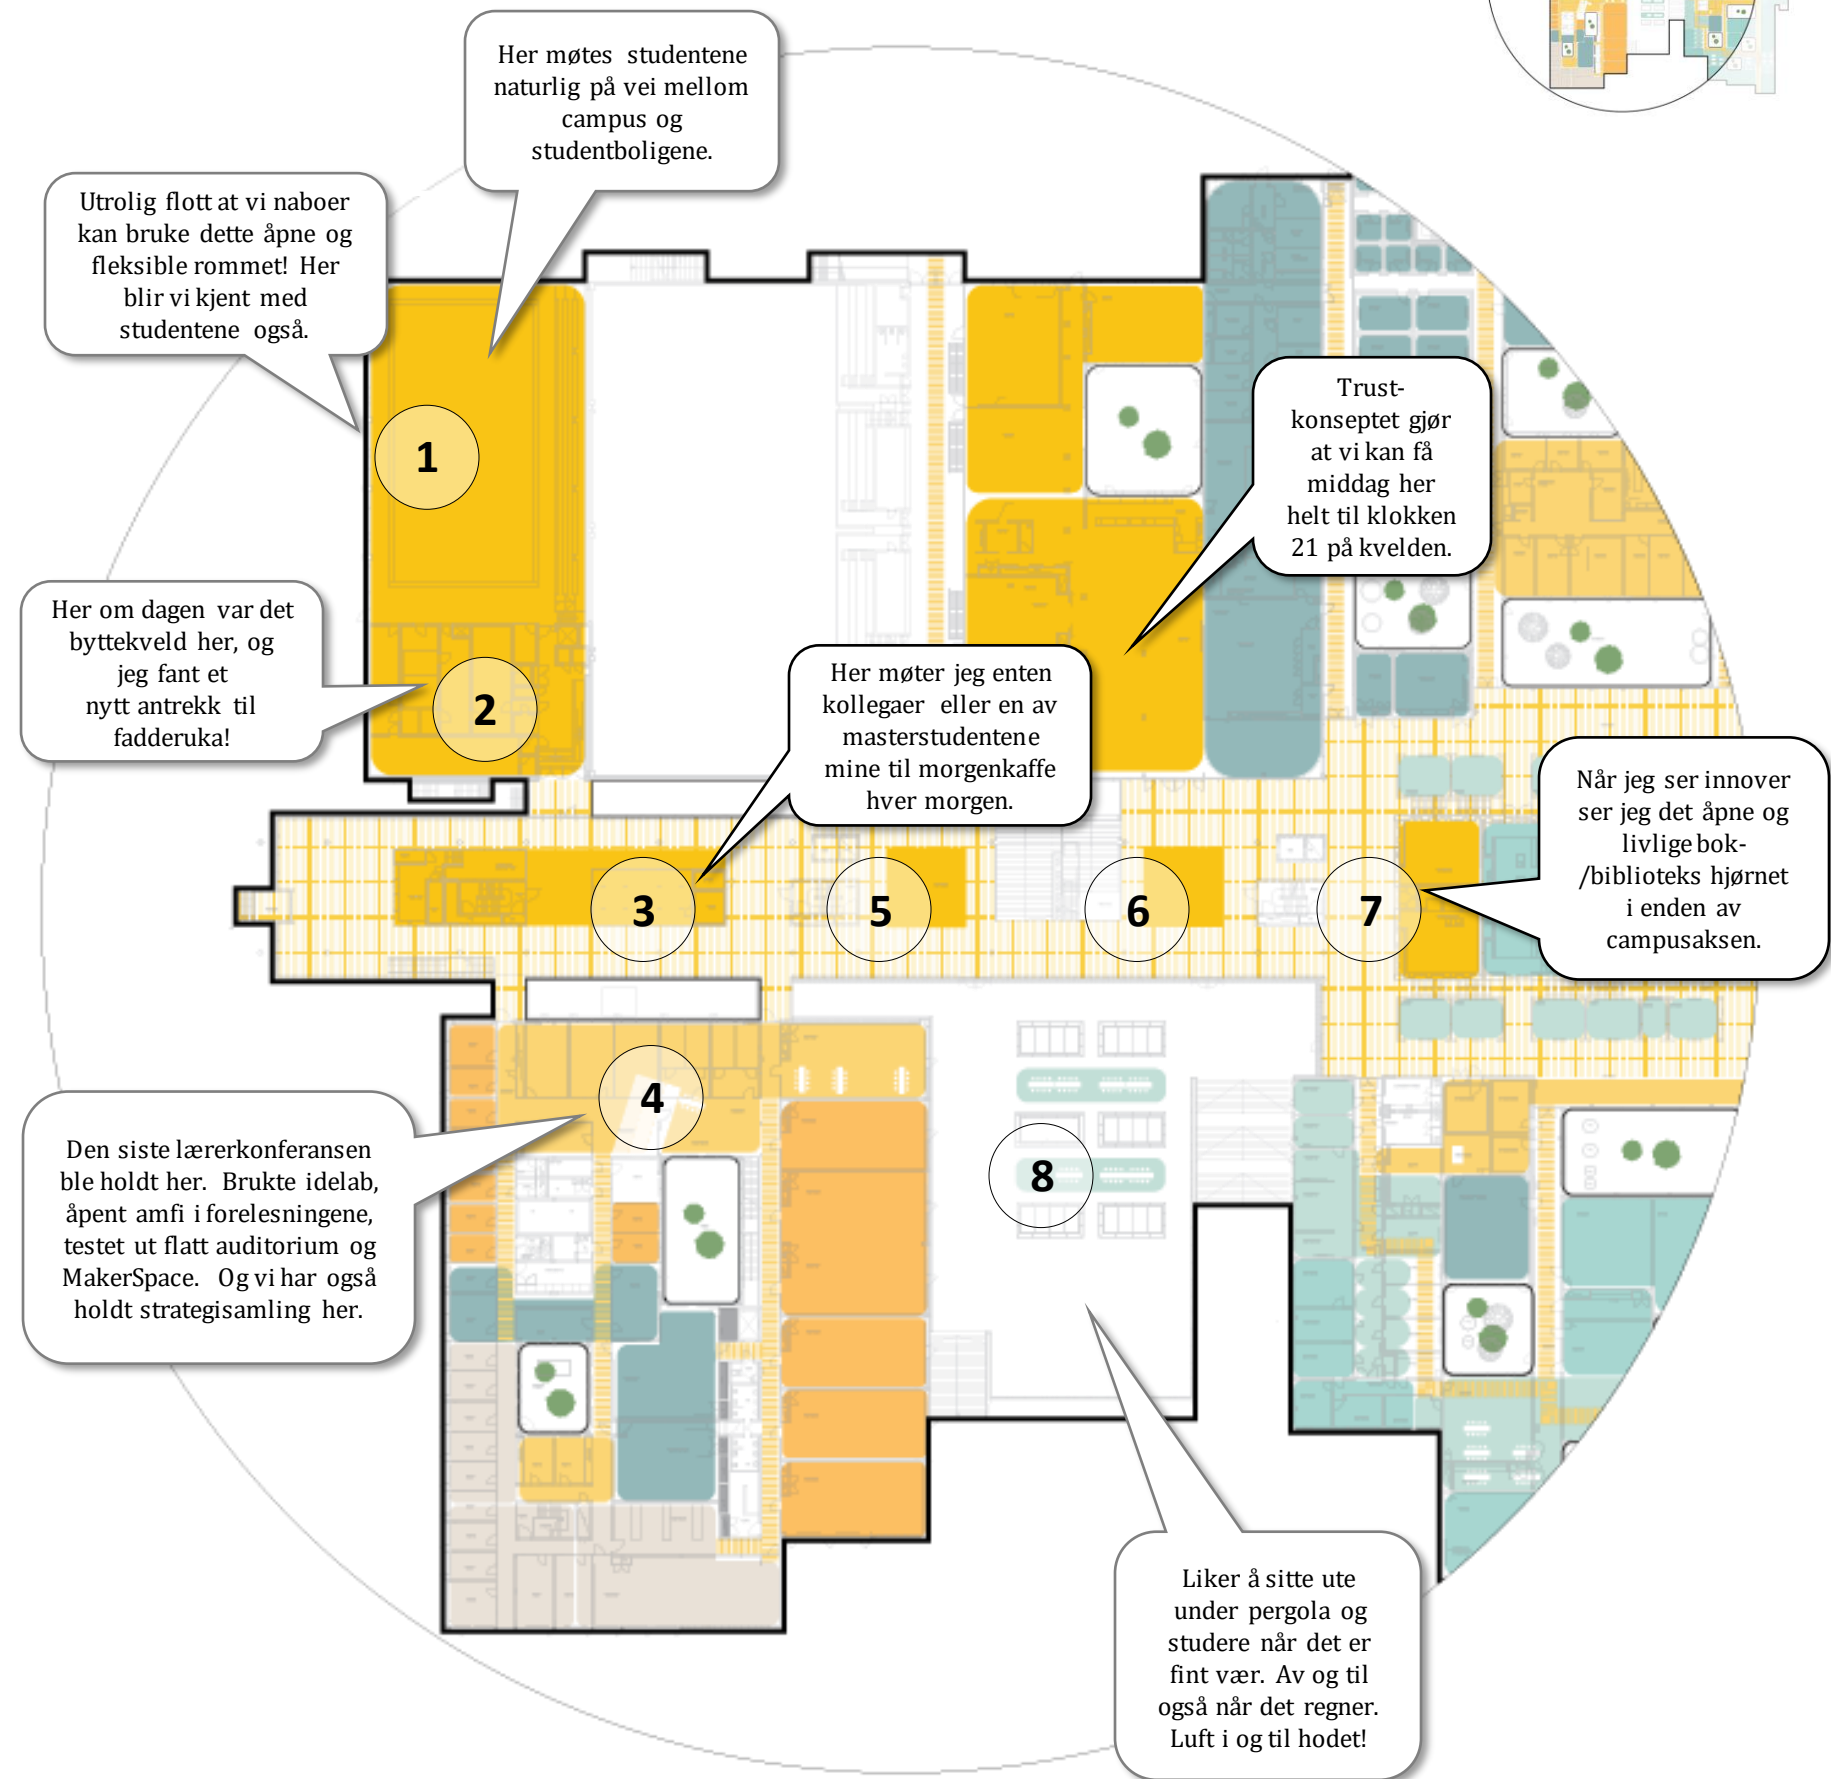 Her møtes studentene
naturlig på vei mellom
campus og
studentboligene.
Utrolig flott at vi naboer
kan bruke dette åpne og
fleksible rommet! Her
blir vi kjent med
studentene også.
1
Trust-
konseptet gjør
at vi kan få
middag her
helt til klokken
21 på kvelden.
Her om dagen var det
byttekveld her, og
jeg fant et
nytt antrekk til
fadderuka!
2
Her møter jeg enten
kollegaer eller en av
masterstudentene
mine til morgenkaffe
hver morgen.
Når jeg ser innover
ser jeg det åpne og
livlige bok-
/biblioteks hjørnet
i enden av
campusaksen.
3
5
6
7
4
Den siste lærerkonferansen
ble holdt her. Brukte idelab,
åpent amfi i forelesningene,
testet ut flatt auditorium og
MakerSpace. Og vi har også
holdt strategisamling her.
8
Liker å sitte ute
under pergola og
studere når det er
fint vær. Av og til
også når det regner.
Luft i og til hodet!